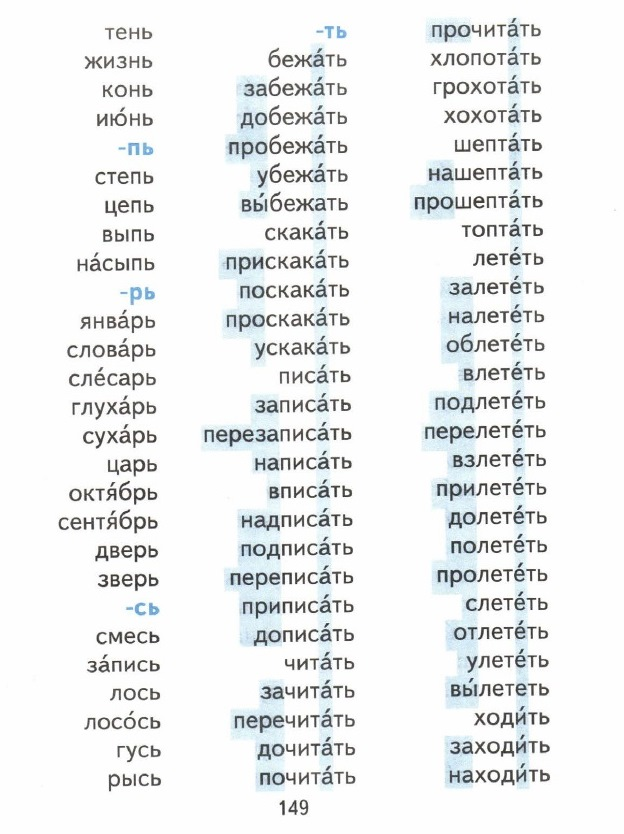 тень
жизнь
конь
ию́нь
-пь
степь
цепь
выпь
на́сыпь
-рь
янва́рь
слова́рь
сле́сарь
глуха́рь
суха́рь
царь
октя́брь
сентя́брь
дверь
зверь
-сь
смесь
за́пись
лось
лосо́сь
гусь
рысь
-ть
бежа́ть
забежа́ть
добежа́ть
пробежа́ть
убежа́ть
вы́бежать
скака́ть
прискака́ть
поскака́ть
проскака́ть
ускака́ть
писа́ть
записа́ть
перезаписа́ть
написа́ть
вписа́ть
надписа́ть
подписа́ть
переписа́ть
приписа́ть
дописа́ть
чита́ть
зачита́ть
перечита́ть
дочита́ть
почита́ть
прочита́ть
хлопота́ть
грохота́ть
хохота́ть
шепта́ть
нашепта́ть
прошепта́ть
топта́ть
лете́ть
залете́ть
налете́ть
облете́ть
влете́ть
подлете́ть
перелете́ть
взлете́ть
прилете́ть
долете́ть
полете́ть
пролете́ть
слете́ть
отлете́ть
улете́ть
вы́лететь
ходи́ть
заходи́ть
находи́ть
149